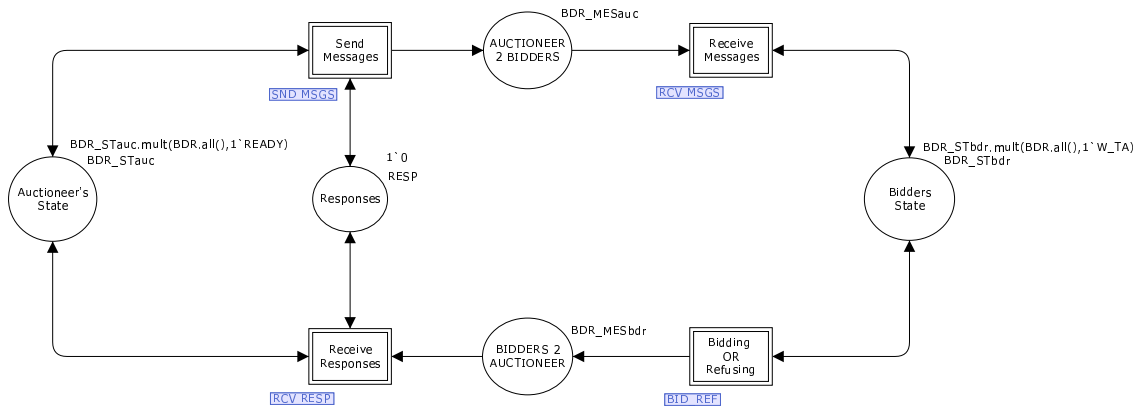 BDR_MESauc
Send
Messages
AUCTIONEER
2 BIDDERS
Receive
Messages
SND MSGS
RCV MSGS
BDR_STauc.mult(BDR.all(),1`READY)
BDR_STauc
1`0
RESP
BDR_STbdr.mult(BDR.all(),1`W_TA)
BDR_STbdr
Auctioneer's
State
Responses
Bidders
State
BDR_MESbdr
Receive
Responses
BIDDERS 2
AUCTIONEER
Bidding
OR
Refusing
RCV RESP
BID_REF